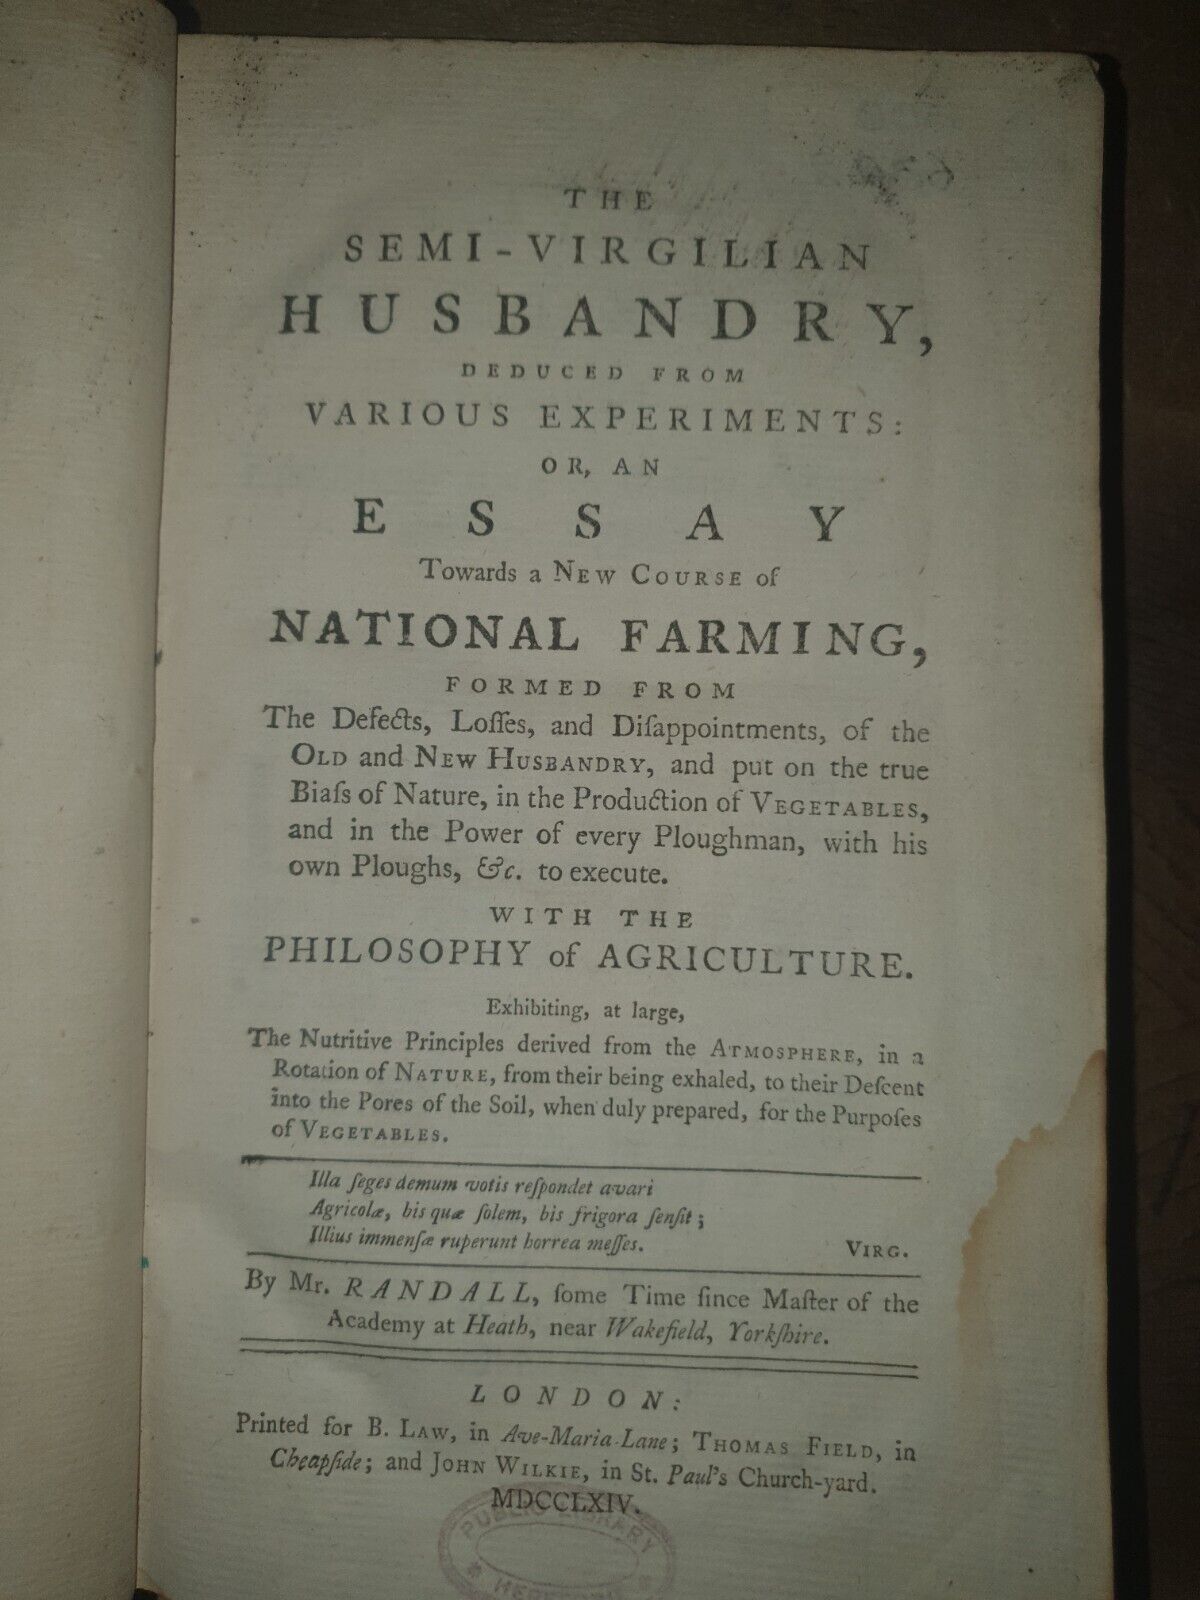 THE
SEMI-VIRGILIAN
HUSBANDRY,
DEDUCED FROM
VARIOUS EXPERIMENTS:
OR, AN
ESSAY
Towards a NEW COURSE of
NATIONAL FARMING,
FORMED FROM
The Defects, Loſſes, and Diſappointments, of the
OLD and NEW HUSBANDRY, and put on the true
Biaſs of Nature, in the Production of VEGETABLES,
and in the Power of every Ploughman, with his
own Ploughs, &c. to execute.
WITH THE
PHILOSOPHY of AGRICULTURE.
Exhibiting, at large,
The Nutritive Principles derived from the ATMOSPHERE, in a
Rotation of NATURE, from their being exhaled, to their Deſcent
into the Pores of the Soil, when duly prepared, for the Purpoſes
of VEGETABLES.
Illa ſeges demum votis reſpondet avari
Agricolæ, bis quæ ſolem, bis frigora ſenſit;
Illius immenſæ ruperunt horrea meſſes. VIRG.
By Mr. RANDALL, ſome Time ſince Maſter of the
Academy at Heath, near Wakefield, Yorkſhire.
LONDON:
Printed for B. LAW, in Ave-Maria-Lane; THOMAS FIELD, in
Cheapſide; and JOHN WILKIE, in St. Paul's Church-yard.
MDCCLXIV.
PUBLIC LIBRARY